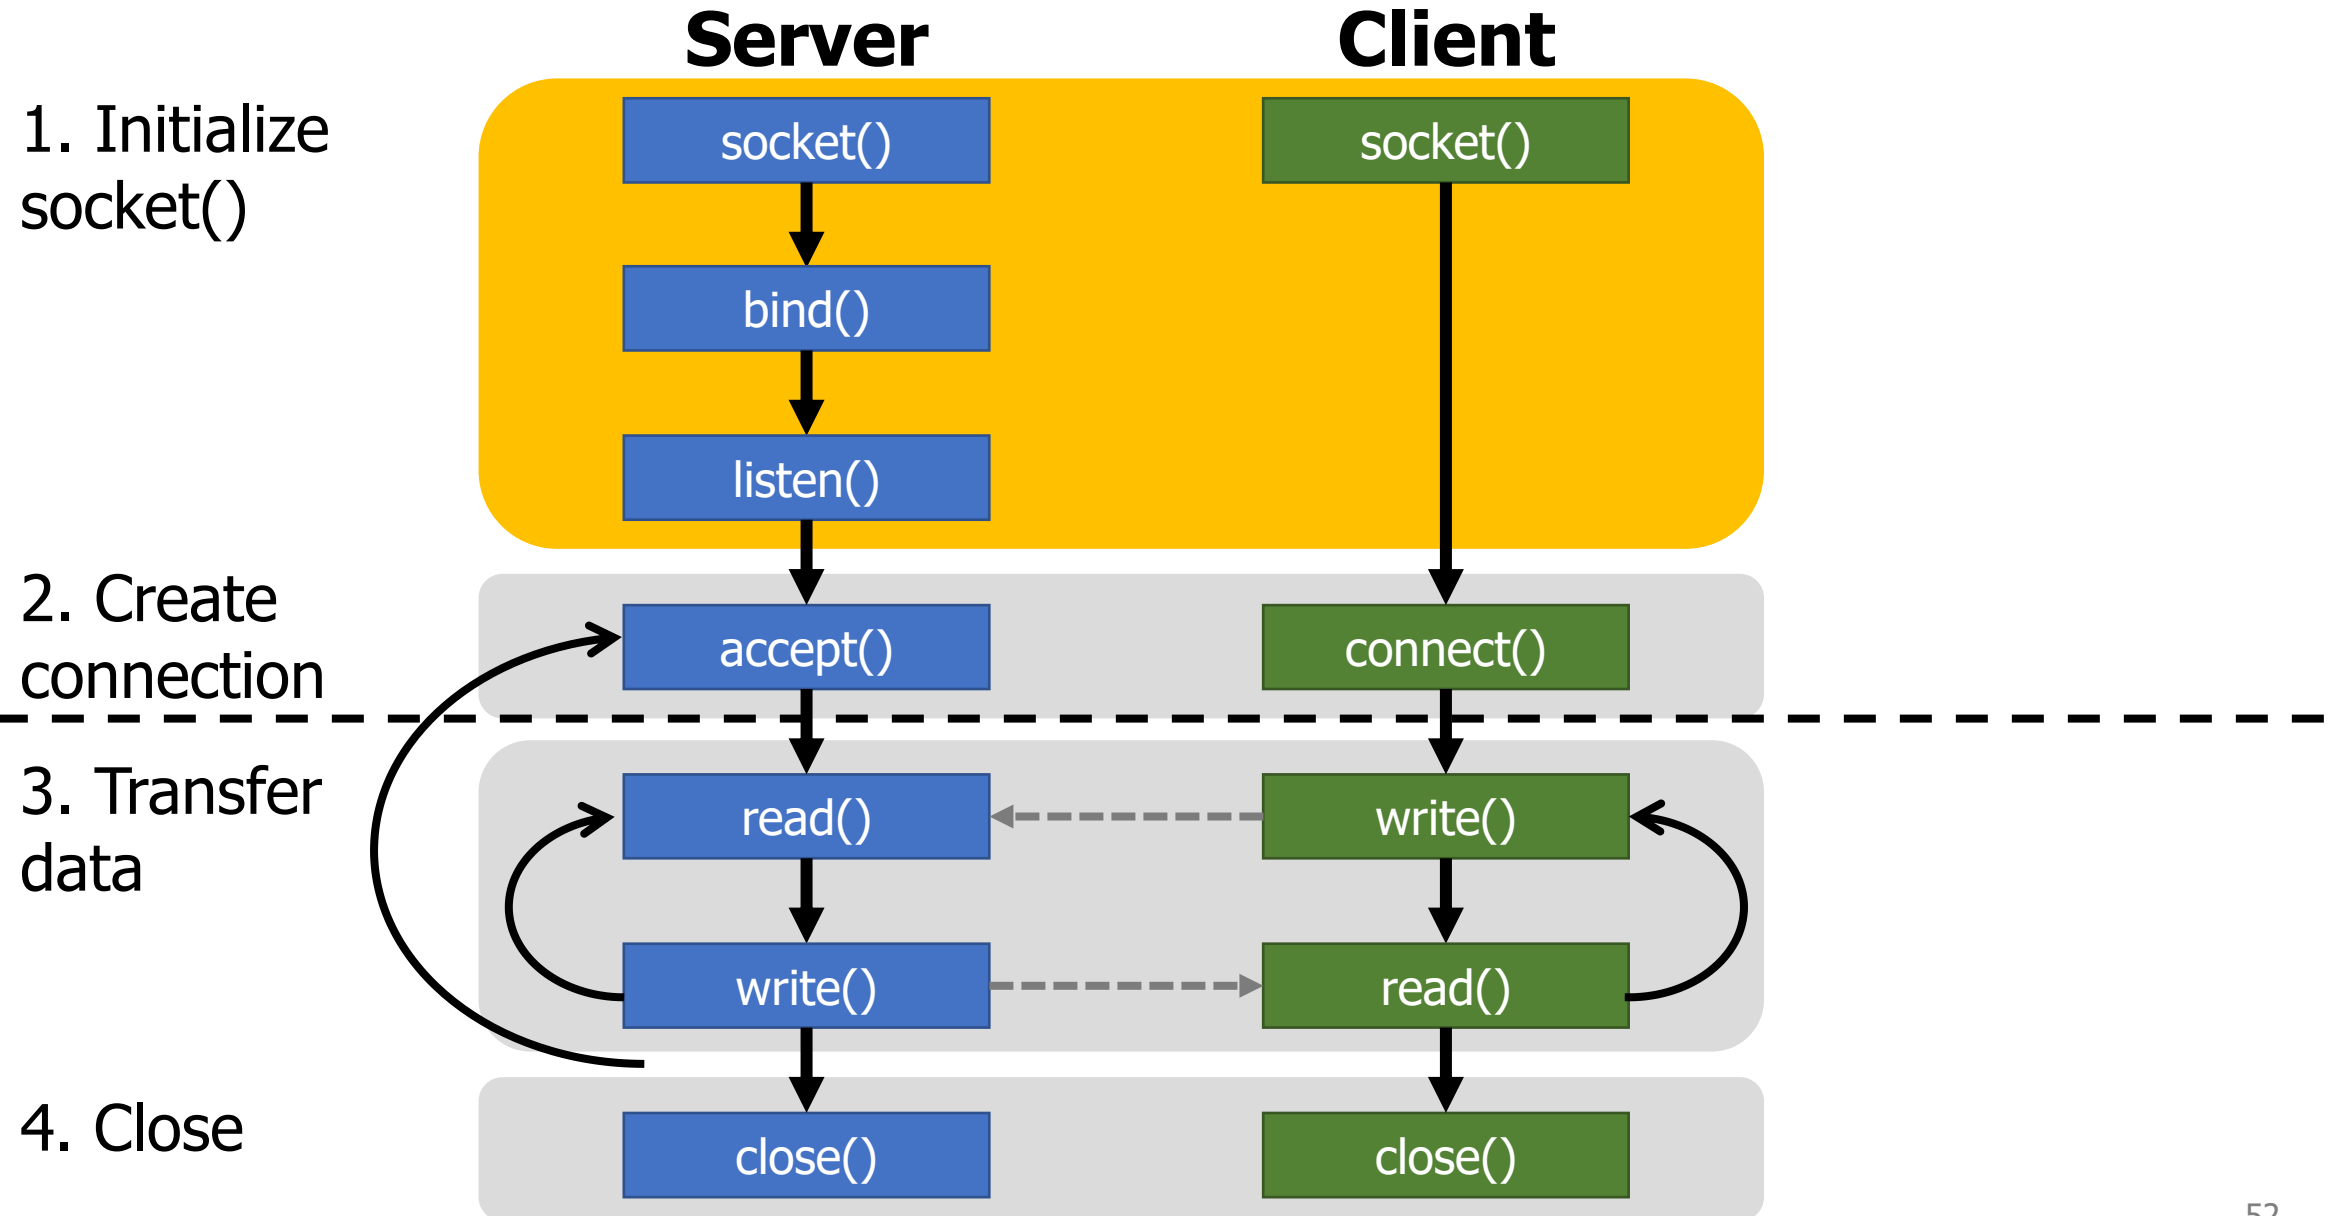 Server
Client
1. Initialize
socket()
socket()
socket()
bind()
listen()
2. Create
connection
accept()
connect()
3. Transfer
data
read()
write()
write()
read()
4. Close
close()
close()
52